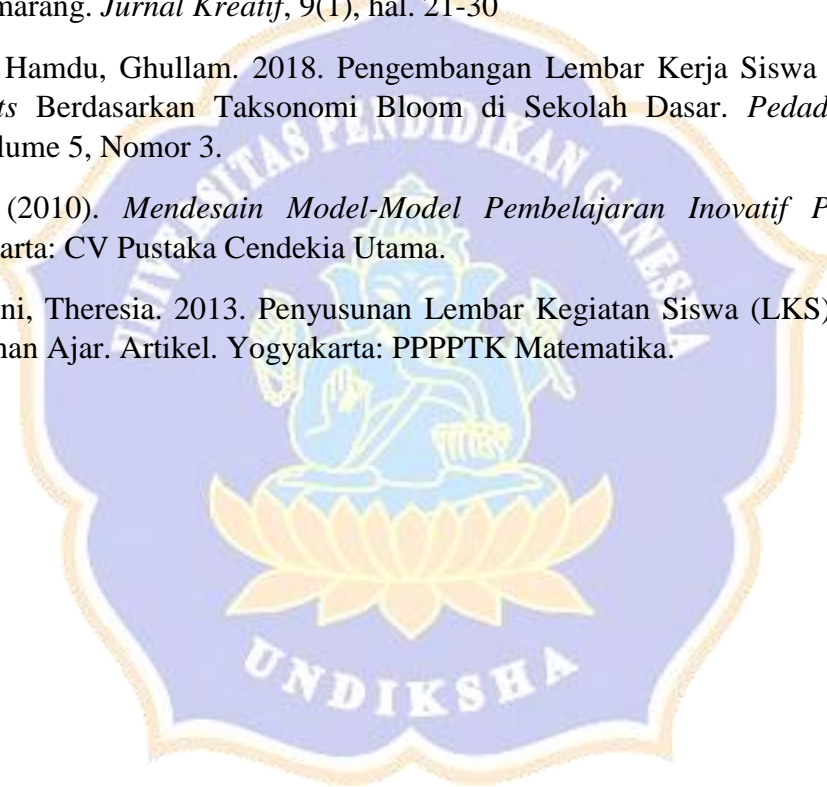 emarang. Jurnal Kreatif, 9(1), hal. 21-30
Hamdu, Ghullam. 2018. Pengembangan Lembar Kerja Siswa
ts Berdasarkan Taksonomi Bloom di Sekolah Dasar. Pedad
lume 5, Nomor 3.
(2010). Mendesain Model-Model Pembelajaran Inovatif P
arta: CV Pustaka Cendekia Utama.
ni, Theresia. 2013. Penyusunan Lembar Kegiatan Siswa (LKS)
han Ajar. Artikel. Yogyakarta: PPPPTK Matematika.
UNIVERSITAS PENDIDIKAN GANESHA
UNDIKSHA